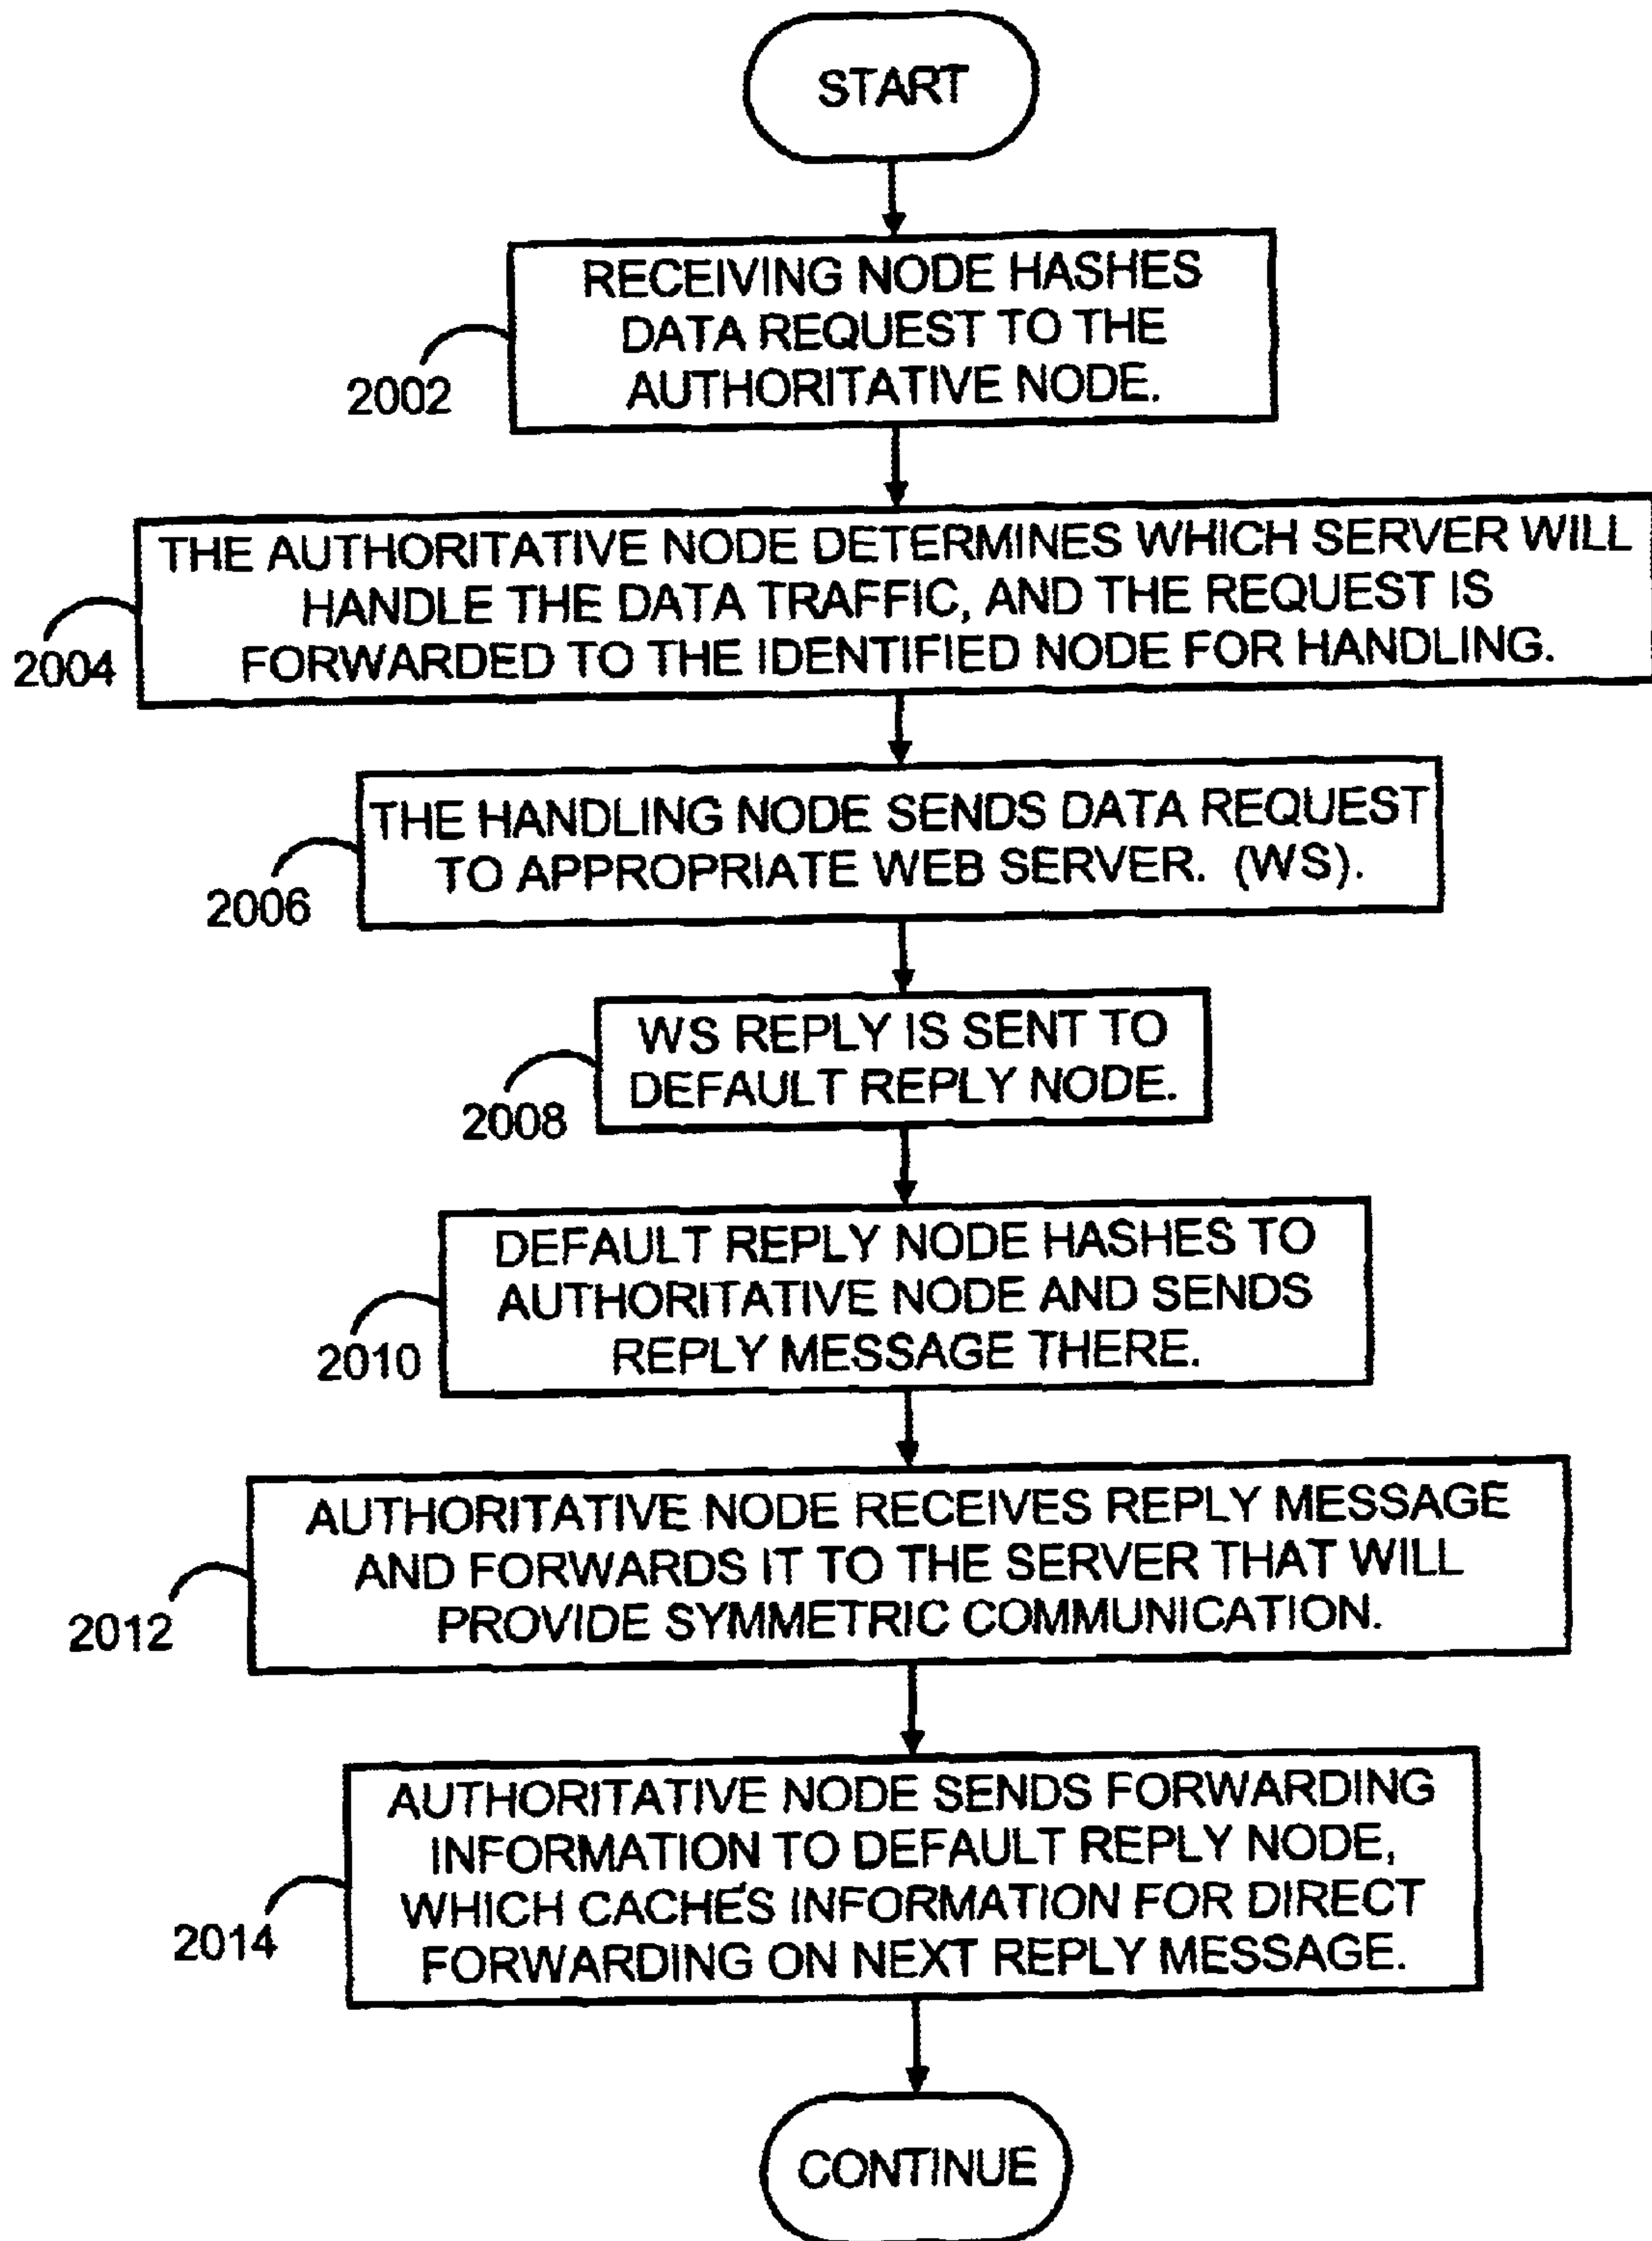 START
RECEIVING NODE HASHES
DATA REQUEST TO THE
AUTHORITATIVE NODE.
2002
THE AUTHORITATIVE NODE DETERMINES WHICH SERVER WILL
HANDLE THE DATA TRAFFIC, AND THE REQUEST IS
FORWARDED TO THE IDENTIFIED NODE FOR HANDLING.
2004
THE HANDLING NODE SENDS DATA REQUEST
TO APPROPRIATE WEB SERVER. (WS).
2006
WS REPLY IS SENT TO
DEFAULT REPLY NODE.
2008
DEFAULT REPLY NODE HASHES TO
AUTHORITATIVE NODE AND SENDS
REPLY MESSAGE THERE.
2010
AUTHORITATIVE NODE RECEIVES REPLY MESSAGE
AND FORWARDS IT TO THE SERVER THAT WILL
PROVIDE SYMMETRIC COMMUNICATION.
2012
AUTHORITATIVE NODE SENDS FORWARDING
INFORMATION TO DEFAULT REPLY NODE,
WHICH CACHES INFORMATION FOR DIRECT
FORWARDING ON NEXT REPLY MESSAGE.
2014
CONTINUE